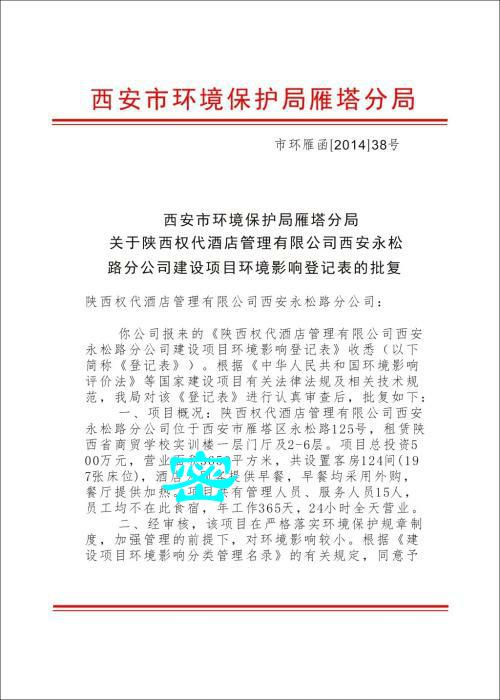 西安市环境保护局雁塔分局
市环雁函[2014]38号
西安市环境保护局雁塔分局
关于陕西权代酒店管理有限公司西安永松
路分公司建设项目环境影响登记表的批复
陕西权代酒店管理有限公司西安永松路分公司：
你公司报来的《陕西权代酒店管理有限公司西安
永松路分公司建设项目环境影响登记表》收悉（以下
简称《登记表》）。根据《中华人民共和国环境影响
评价法》等国家建设项目有关法律法规及相关技术规
范，我局对该《登记表》进行认真审查后，批复如下：
一、项目概况：陕西权代酒店管理有限公司西安
永松路分公司位于西安市雁塔区永松路125号，租赁陕
西省商贸学校实训楼一层门厅及2-6层。项目总投资5
00万元，营业 平方米，共设置客房124间(19
7张床位)，酒店 提供早餐，早餐均采用外购，
餐厅提供加热。项目共有管理人员、服务人员15人，
员工均不在此食宿，年工作365天，24小时全天营业。
二、经审核，该项目在严格落实环境保护规章制
度，加强管理的前提下，对环境影响较小。根据《建
设项目环境影响分类管理名录》的有关规定，同意予
密